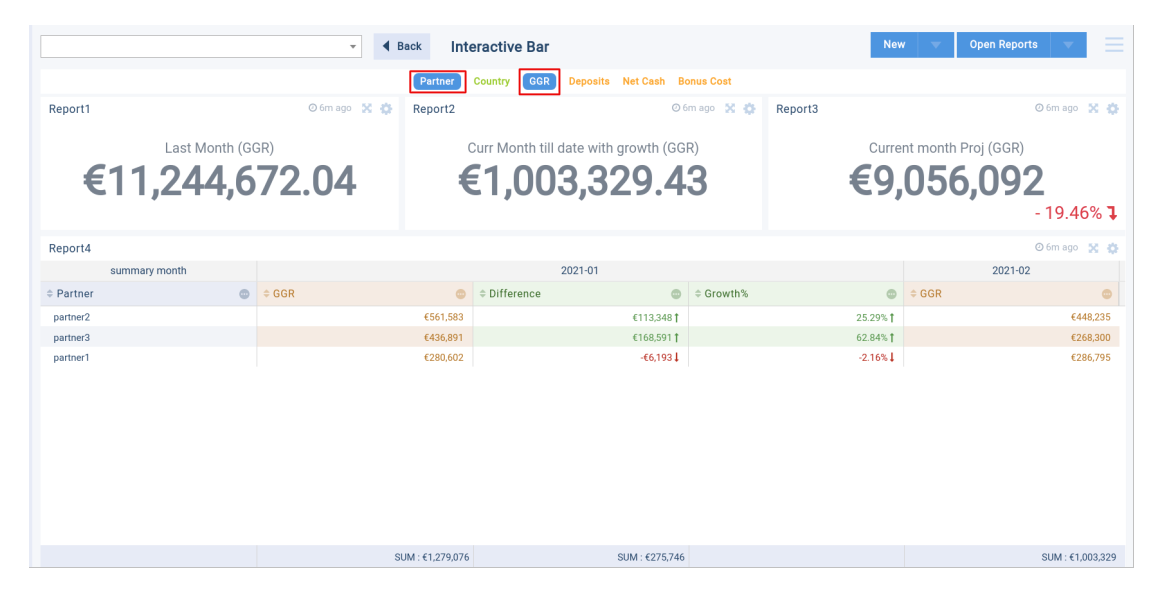 Back Interactive Bar New Open Reports
Partner Country GGR Deposits Net Cash Bonus Cost
Report1 6m ago Report2 6m ago Report3 6m ago
Last Month (GGR) Curr Month till date with growth (GGR) Current month Proj (GGR)
€11,244,672.04 €1,003,329.43 €9,056,092
- 19.46%
Report4 6m ago
summary month 2021-01 2021-02
Partner GGR Difference Growth% GGR
partner2 €561,583 €113,348 25.29% €448,235
partner3 €436,891 €168,591 62.84% €268,300
partner1 €280,602 -€6,193 -2.16% €286,795
SUM : €1,279,076 SUM : €275,746 SUM : €1,003,329